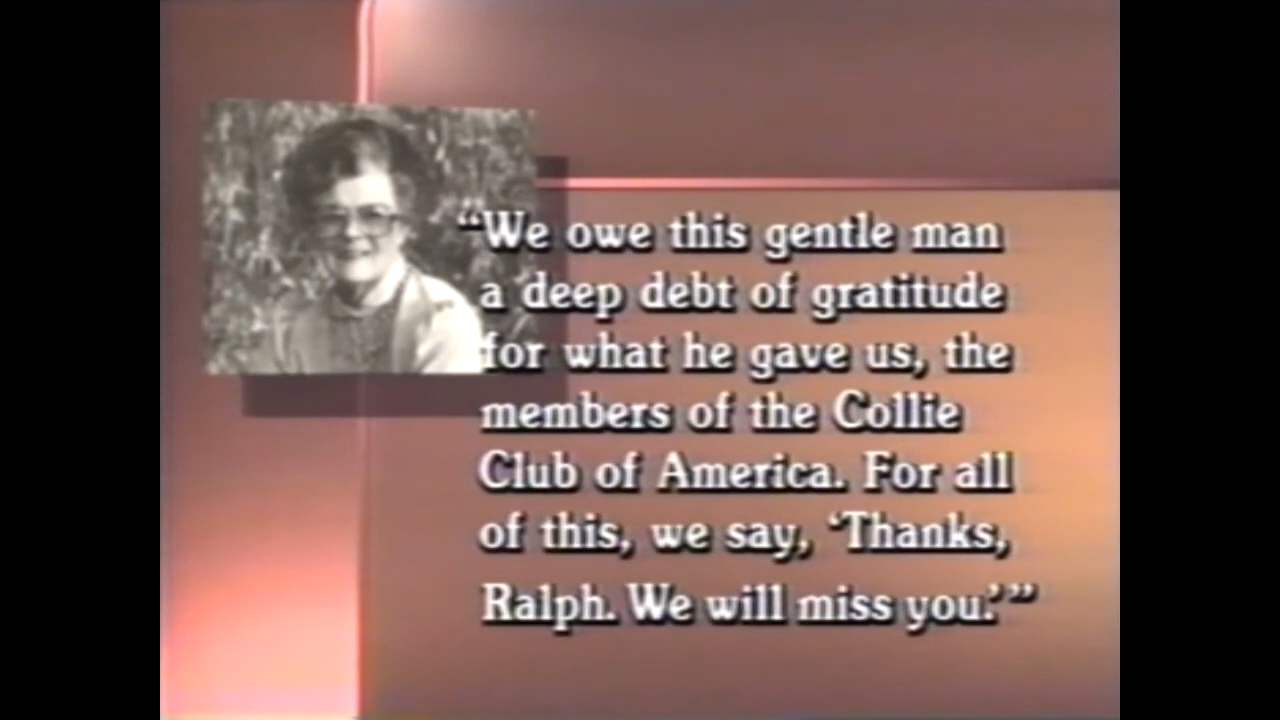 “We owe this gentle man
a deep debt of gratitude
for what he gave us, the
members of the Collie
Club of America. For all
of this, we say, ‘Thanks,
Ralph. We will miss you.’”